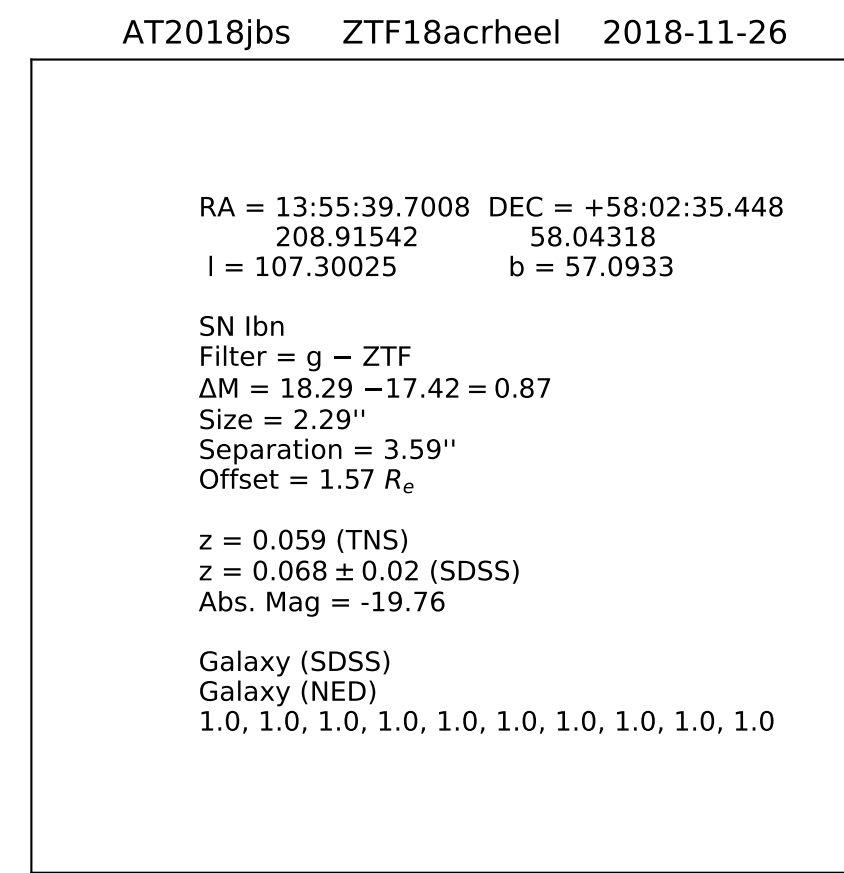 AT2018jbs ZTF18acrheel 2018-11-26
RA = 13:55:39.7008 DEC = +58:02:35.448
208.91542 58.04318
l = 107.30025 b = 57.0933
SN Ibn
Filter = g − ZTF
ΔM = 18.29 −17.42 = 0.87
Size = 2.29''
Separation = 3.59''
Offset = 1.57 Rₑ
z = 0.059 (TNS)
z = 0.068 ± 0.02 (SDSS)
Abs. Mag = -19.76
Galaxy (SDSS)
Galaxy (NED)
1.0, 1.0, 1.0, 1.0, 1.0, 1.0, 1.0, 1.0, 1.0, 1.0